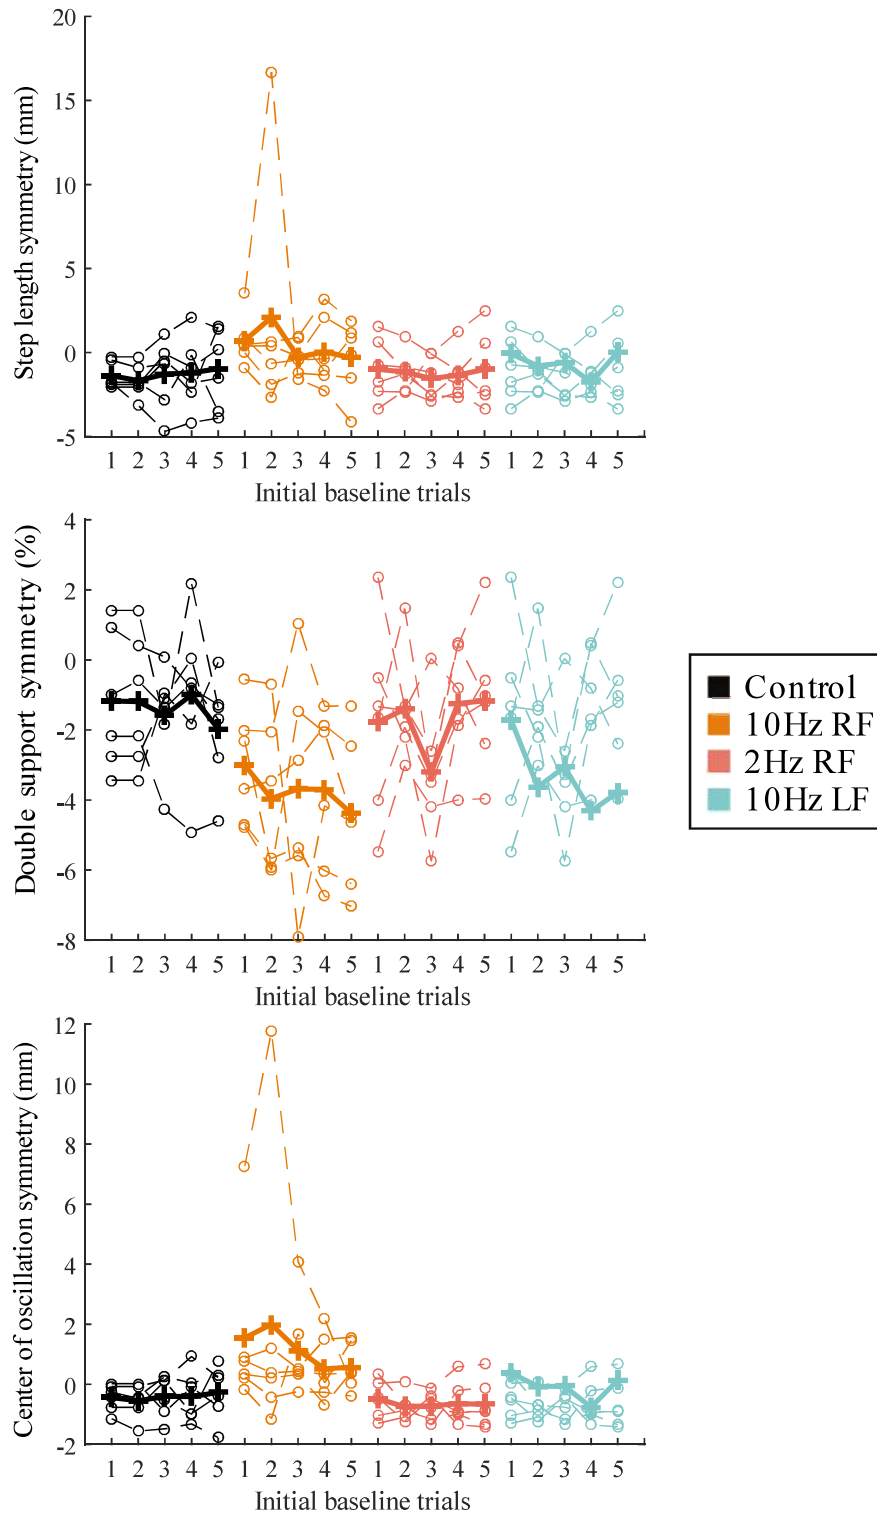 Step length symmetry (mm)
20
15
10
5
0
-5
1 2 3 4 5 1 2 3 4 5 1 2 3 4 5 1 2 3 4 5
Initial baseline trials
Double support symmetry (%)
4
2
0
-2
-4
-6
-8
1 2 3 4 5 1 2 3 4 5 1 2 3 4 5 1 2 3 4 5
Initial baseline trials
Control
10Hz RF
2Hz RF
10Hz LF
Center of oscillation symmetry (mm)
12
10
8
6
4
2
0
-2
1 2 3 4 5 1 2 3 4 5 1 2 3 4 5 1 2 3 4 5
Initial baseline trials